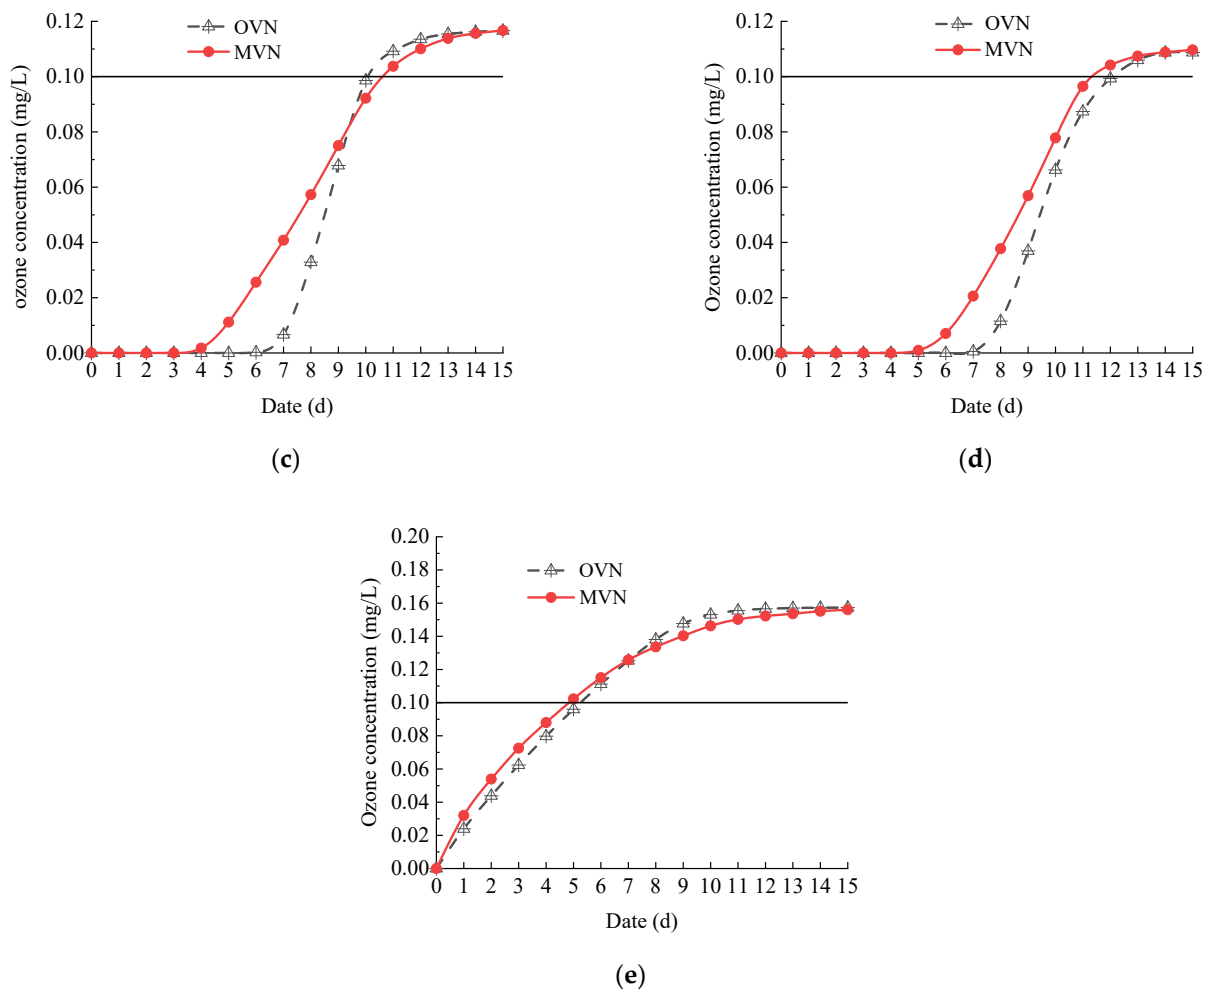 OVN
MVN
0.12
0.10
0.08
0.06
0.04
0.02
0.00
ozone concentration (mg/L)
0 1 2 3 4 5 6 7 8 9 10 11 12 13 14 15
Date (d)
(c)
OVN
MVN
0.12
0.10
0.08
0.06
0.04
0.02
0.00
Ozone concentration (mg/L)
0 1 2 3 4 5 6 7 8 9 10 11 12 13 14 15
Date (d)
(d)
OVN
MVN
0.20
0.18
0.16
0.14
0.12
0.10
0.08
0.06
0.04
0.02
0.00
Ozone concentration (mg/L)
0 1 2 3 4 5 6 7 8 9 10 11 12 13 14 15
Date (d)
(e)